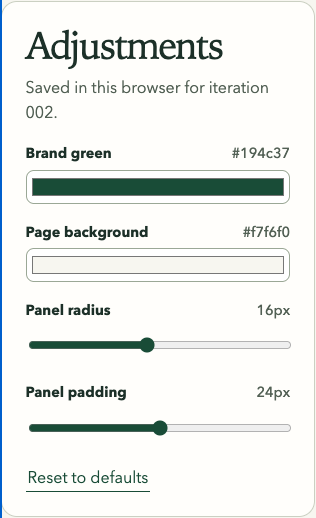 Adjustments
Saved in this browser for iteration
002.
Brand green #194c37
Page background #f7f6f0
Panel radius 16px
Panel padding 24px
Reset to defaults